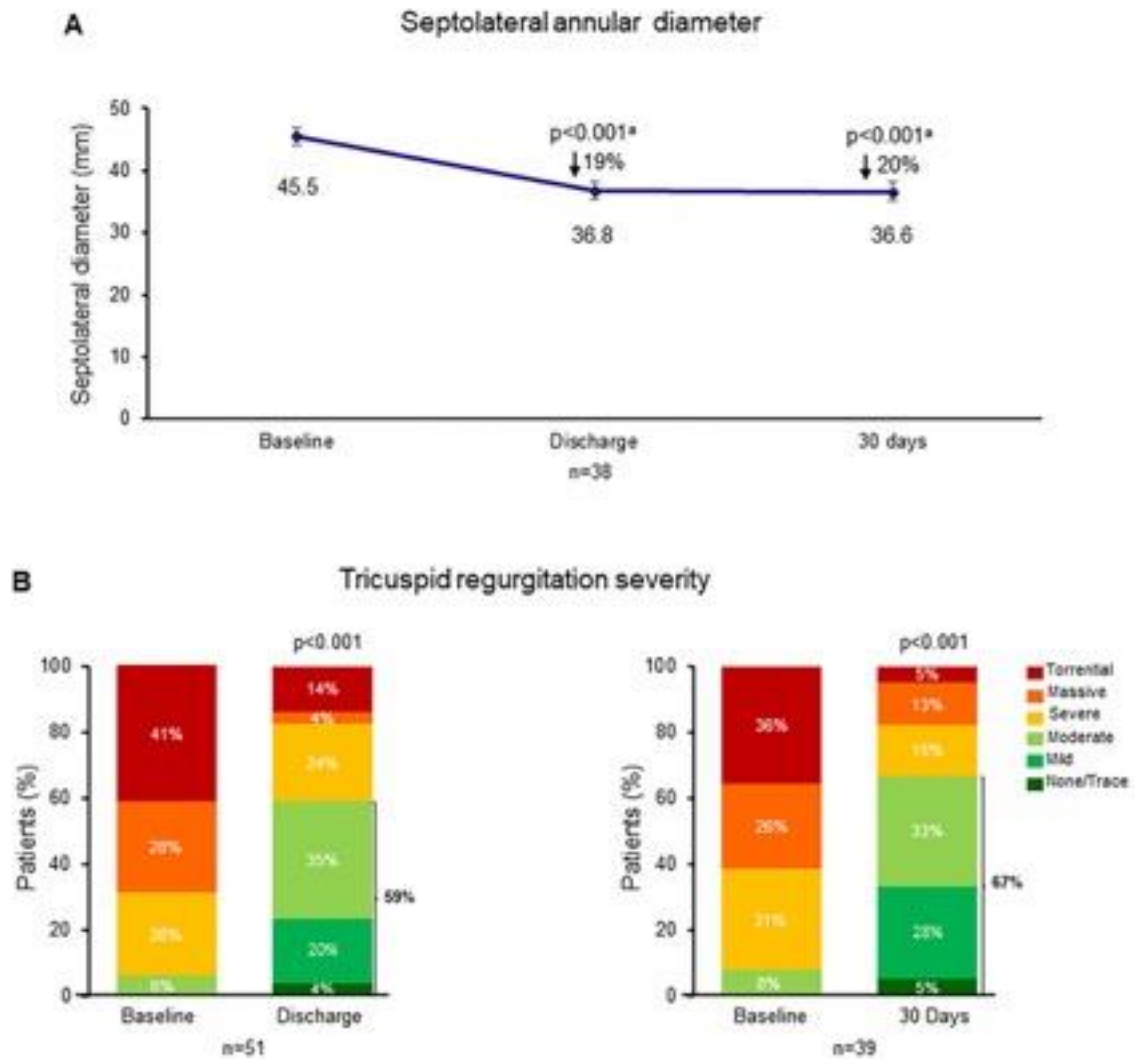 A
Septolateral annular diameter
Septolateral diameter (mm)
50
40
30
20
10
0
45.5
p<0.001ª
↓19%
36.8
p<0.001ª
↓20%
36.6
Baseline
Discharge
30 days
n=38
B
Tricuspid regurgitation severity
Patients (%)
100
80
60
40
20
0
41%
28%
6%
p<0.001
14%
4%
24%
35%
20%
4%
59%
Baseline
Discharge
n=51
Patients (%)
100
80
60
40
20
0
36%
26%
31%
8%
p<0.001
5%
13%
15%
33%
28%
5%
67%
Baseline
30 Days
n=39
Torrential
Massive
Severe
Moderate
Mild
None/Trace